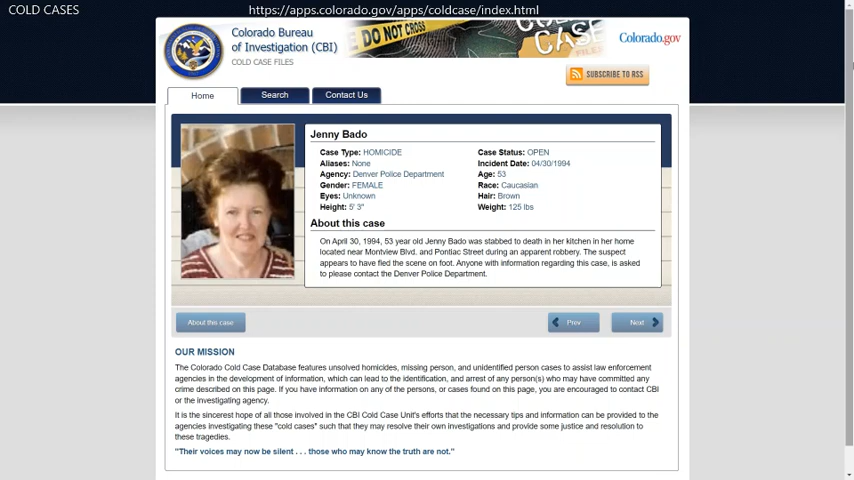 COLD CASES
https://apps.colorado.gov/apps/coldcase/index.html
Colorado Bureau
of Investigation (CBI)
COLD CASE FILES
DO NOT CROSS
CASE
FILES
Colorado.gov
SUBSCRIBE TO RSS
Home
Search
Contact Us
Jenny Bado
Case Type: HOMICIDE
Case Status: OPEN
Aliases: None
Incident Date: 04/30/1994
Agency: Denver Police Department
Age: 53
Gender: FEMALE
Race: Caucasian
Eyes: Unknown
Hair: Brown
Height: 5' 3"
Weight: 125 lbs
About this case
On April 30, 1994, 53 year old Jenny Bado was stabbed to death in her kitchen in her home
located near Montview Blvd. and Pontiac Street during an apparent robbery. The suspect
appears to have fled the scene on foot. Anyone with information regarding this case, is asked
to please contact the Denver Police Department.
About this case
Prev
Next
OUR MISSION
The Colorado Cold Case Database features unsolved homicides, missing person, and unidentified person cases to assist law enforcement
agencies in the development of information, which can lead to the identification, and arrest of any person(s) who may have committed any
crime described on this page. If you have information on any of the persons, or cases found on this page, you are encouraged to contact CBI
or the investigating agency.
It is the sincerest hope of all those involved in the CBI Cold Case Unit's efforts that the necessary tips and information can be provided to the
agencies investigating these "cold cases" such that they may resolve their own investigations and provide some justice and resolution to
these tragedies.
"Their voices may now be silent . . . those who may know the truth are not."